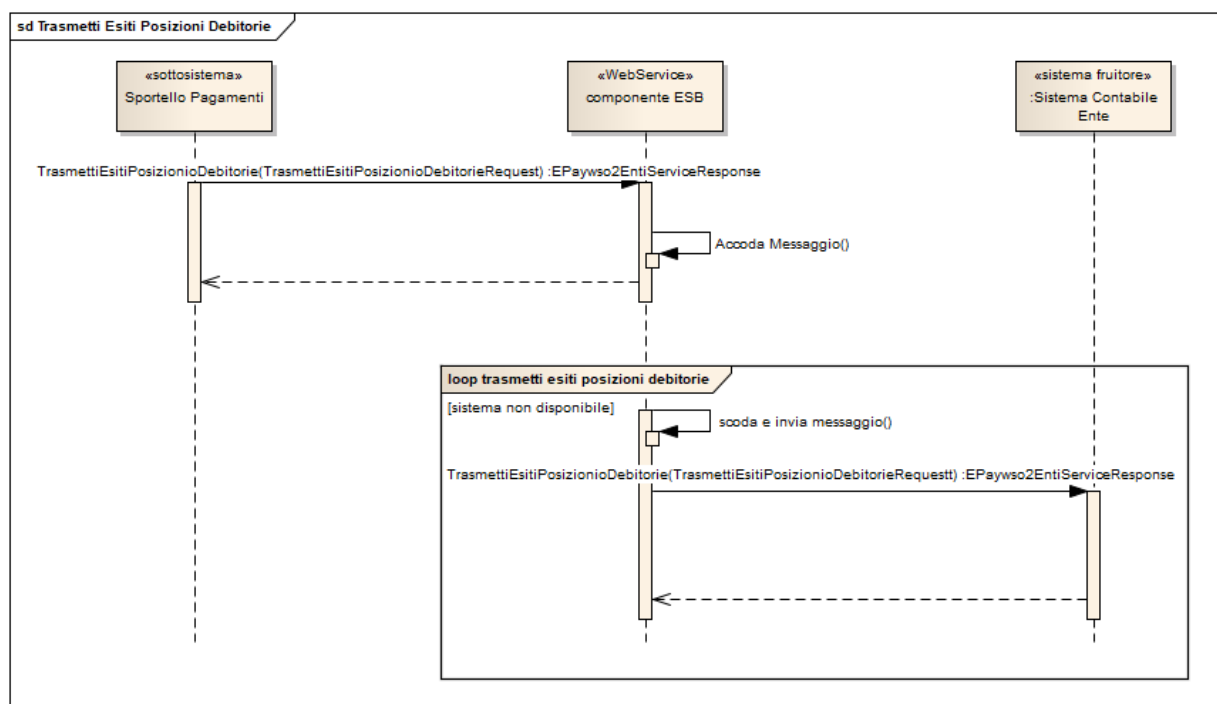 sd Trasmetti Esiti Posizioni Debitorie
«sottosistema»
Sportello Pagamenti
«WebService»
componente ESB
«sistema fruitore»
:Sistema Contabile
Ente
TrasmettiEsitiPosizionioDebitorie(TrasmettiEsitiPosizionioDebitorieRequest) :EPaywso2EntiServiceResponse
Accoda Messaggio()
loop trasmetti esiti posizioni debitorie
[sistema non disponibile]
scoda e invia messaggio()
TrasmettiEsitiPosizionioDebitorie(TrasmettiEsitiPosizionioDebitorieRequestt) :EPaywso2EntiServiceResponse